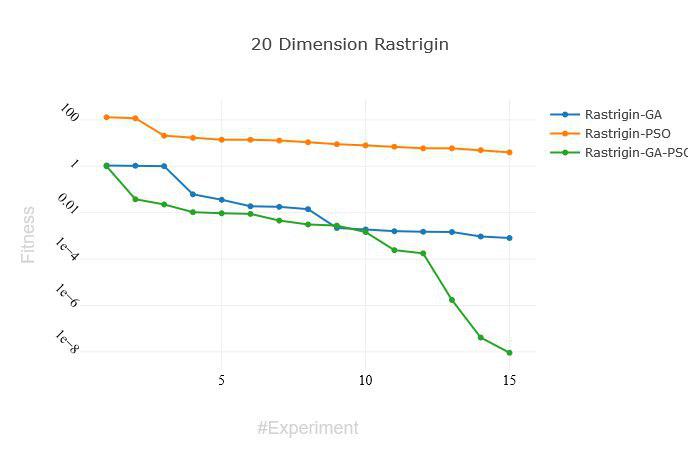 20 Dimension Rastrigin
100
1
0.01
1e−4
1e−6
1e−8
Fitness
5
10
15
#Experiment
Rastrigin-GA
Rastrigin-PSO
Rastrigin-GA-PSO